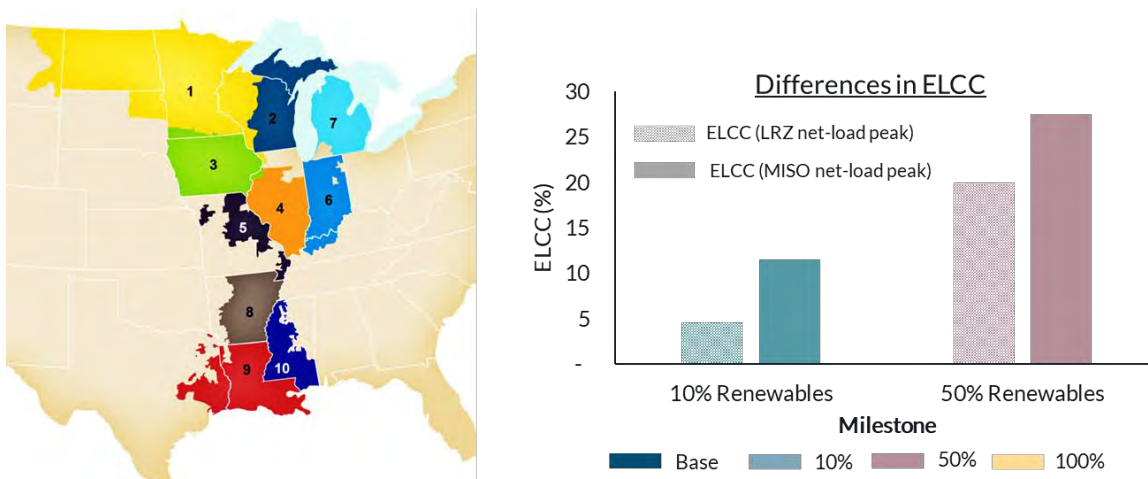 1
2
7
3
4
6
5
8
9
10
Differences in ELCC
ELCC (LRZ net-load peak)
ELCC (MISO net-load peak)
ELCC (%)
30
25
20
15
10
5
-
10% Renewables 50% Renewables
Milestone
Base 10% 50% 100%